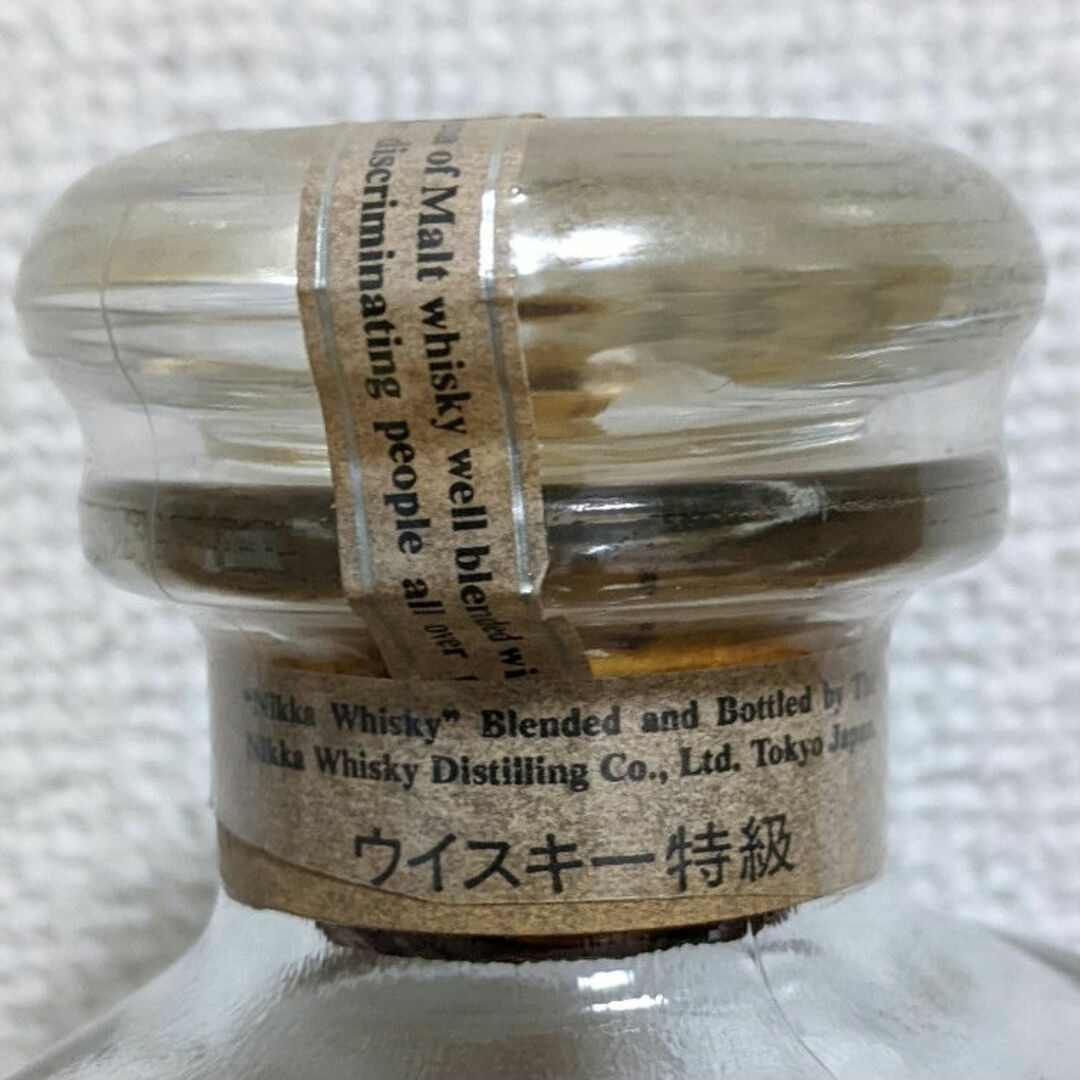 of Malt whisky well blended wi
discriminating people all over
"Nikka Whisky" Blended and Bottled by
Nikka Whisky Distilling Co., Ltd. Tokyo Japan.
ウイスキー特級